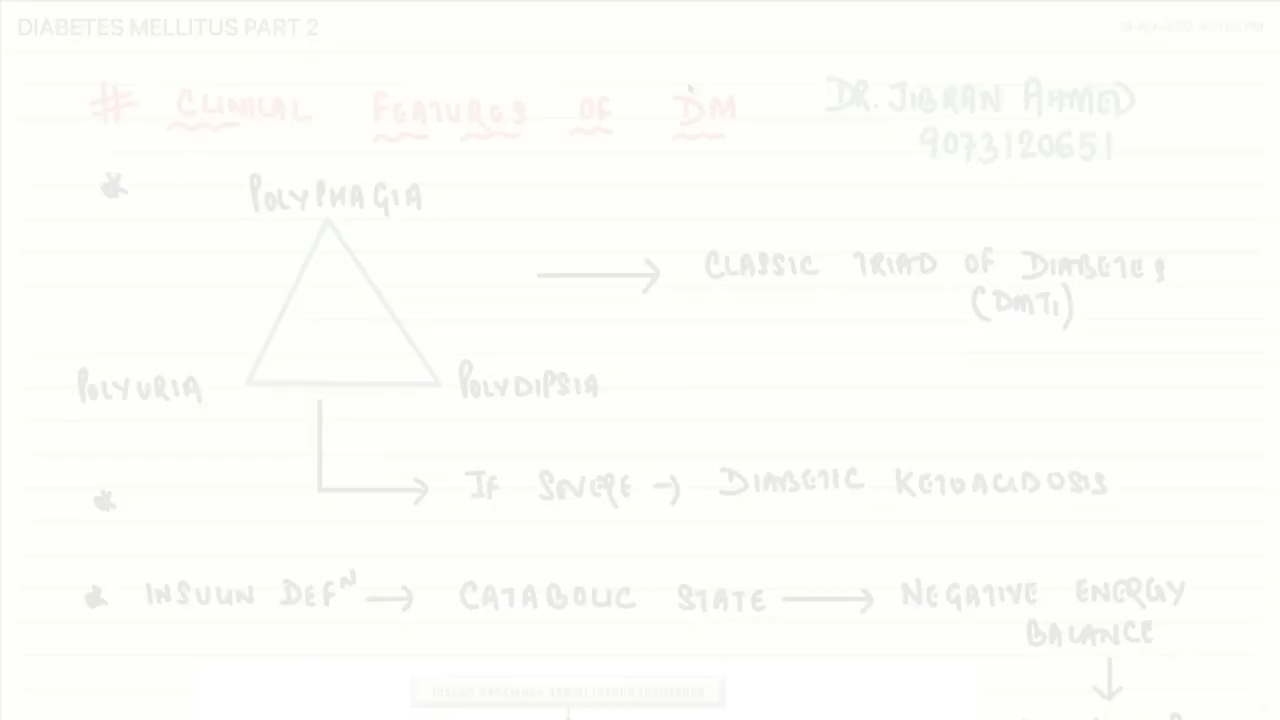 DIABETES MELLITUS PART 2
# CLINICAL FEATURES OF DM
DR. JIBRAN AHMED
9073120651
* POLYPHAGIA
CLASSIC TRIAD OF DIABETES
(DMT1)
POLYURIA
POLYDIPSIA
* IF SEVERE → DIABETIC KETOACIDOSIS
* INSULIN DEFN → CATABOLIC STATE → NEGATIVE ENERGY
BALANCE